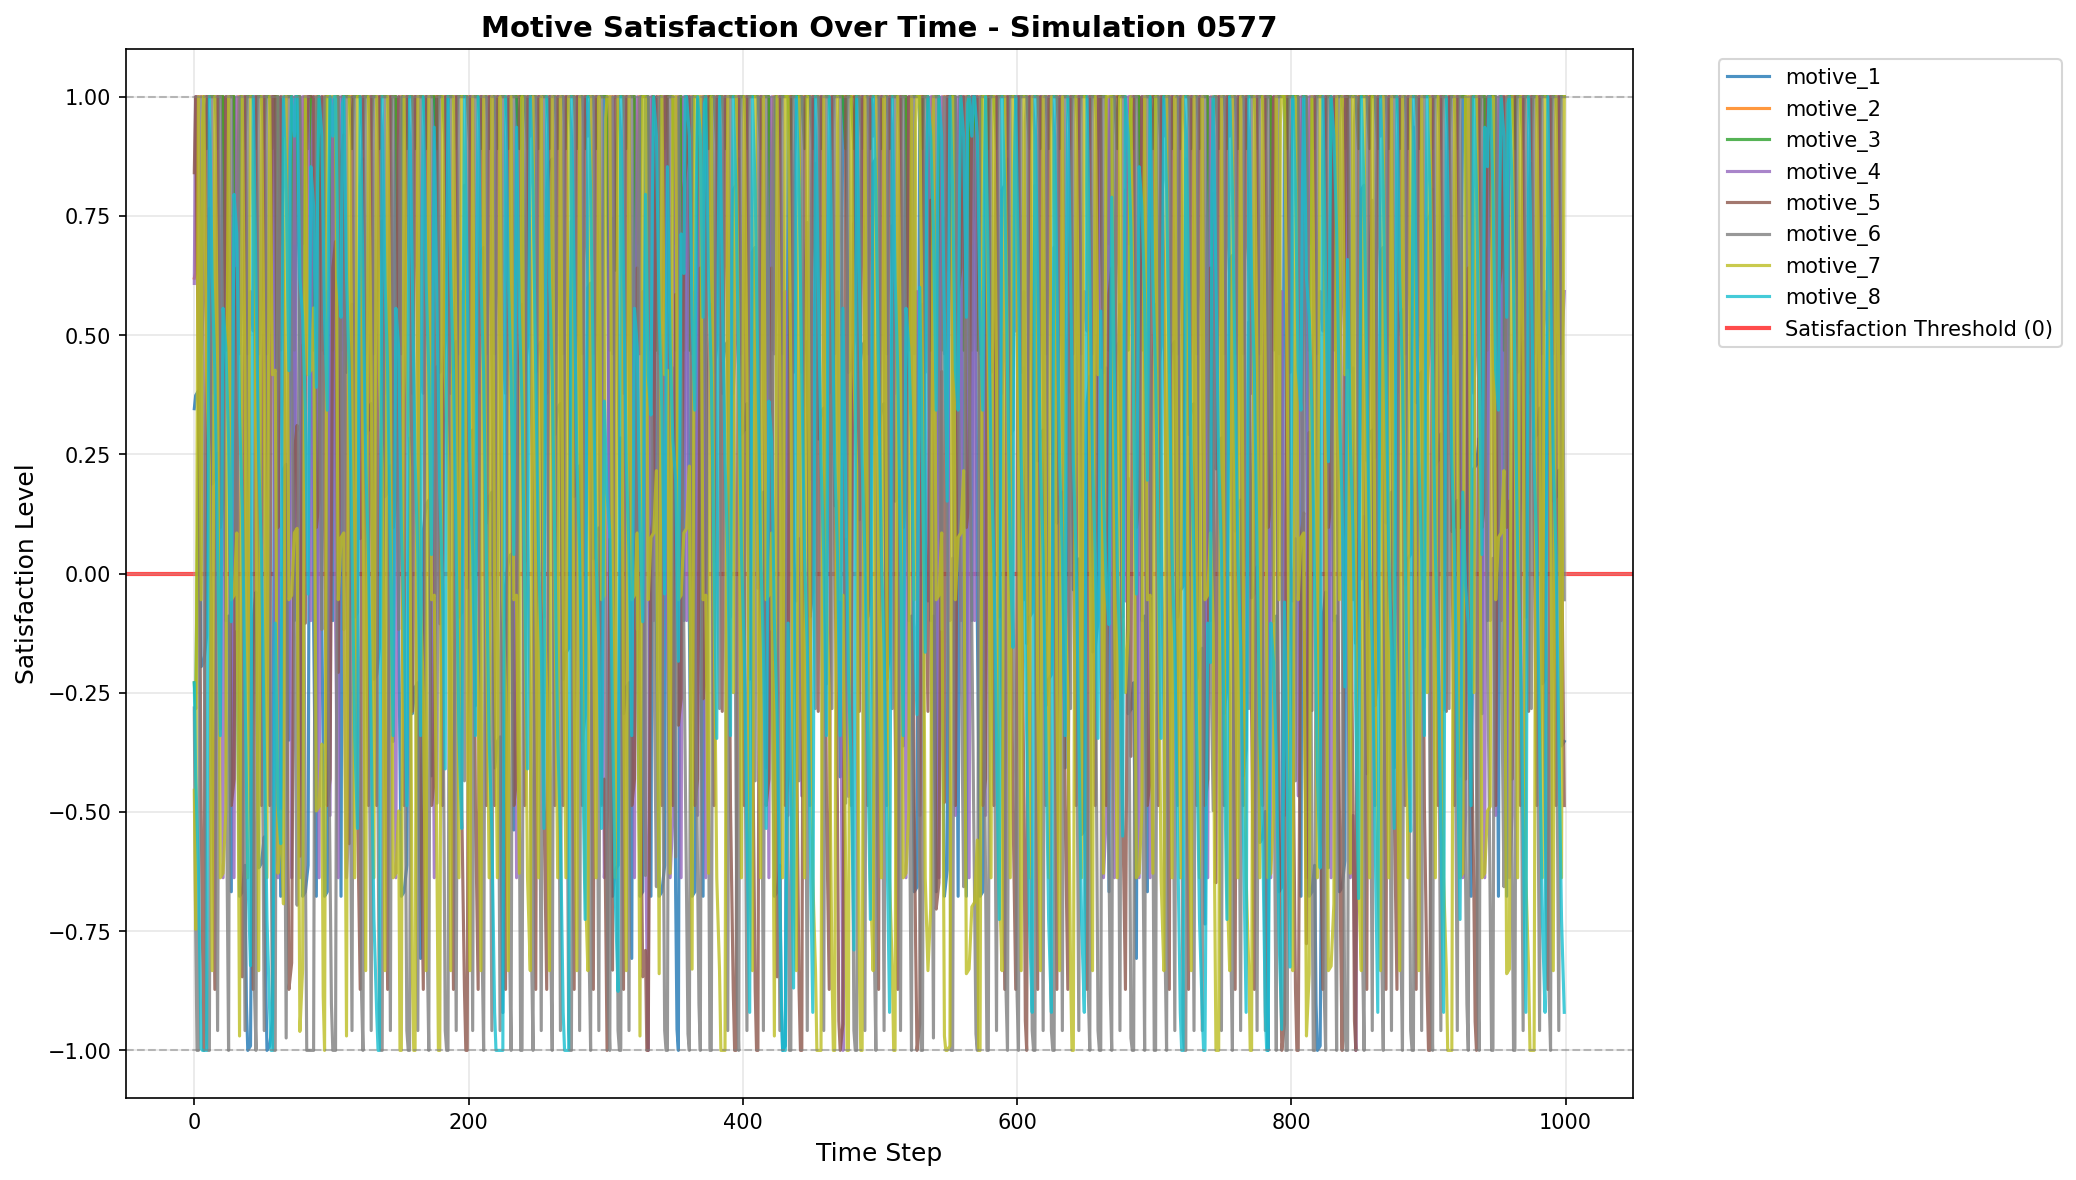 Motive Satisfaction Over Time - Simulation 0577
1.00
0.75
0.50
0.25
0.00
−0.25
−0.50
−0.75
−1.00
Satisfaction Level
0
200
400
600
800
1000
Time Step
motive_1
motive_2
motive_3
motive_4
motive_5
motive_6
motive_7
motive_8
Satisfaction Threshold (0)